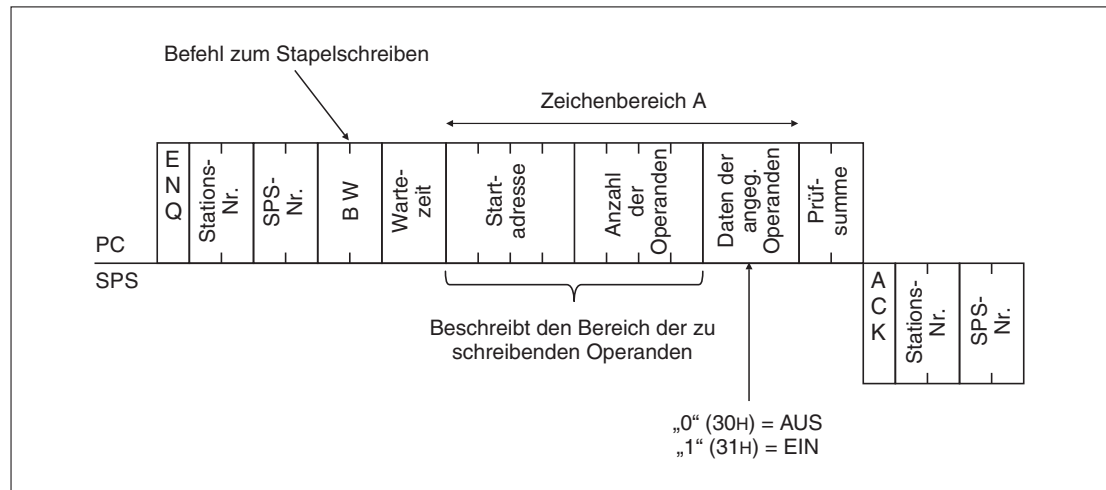 Befehl zum Stapelschreiben
Zeichenbereich A
E
N
Q
Stations-
Nr.
SPS-
Nr.
B W
Warte-
zeit
Start-
adresse
Anzahl
der
Operanden
Daten der
angeg.
Operanden
Prüf-
summe
PC
SPS
A
C
K
Stations-
Nr.
SPS-
Nr.
Beschreibt den Bereich der zu
schreibenden Operanden
„0“ (30H) = AUS
„1“ (31H) = EIN